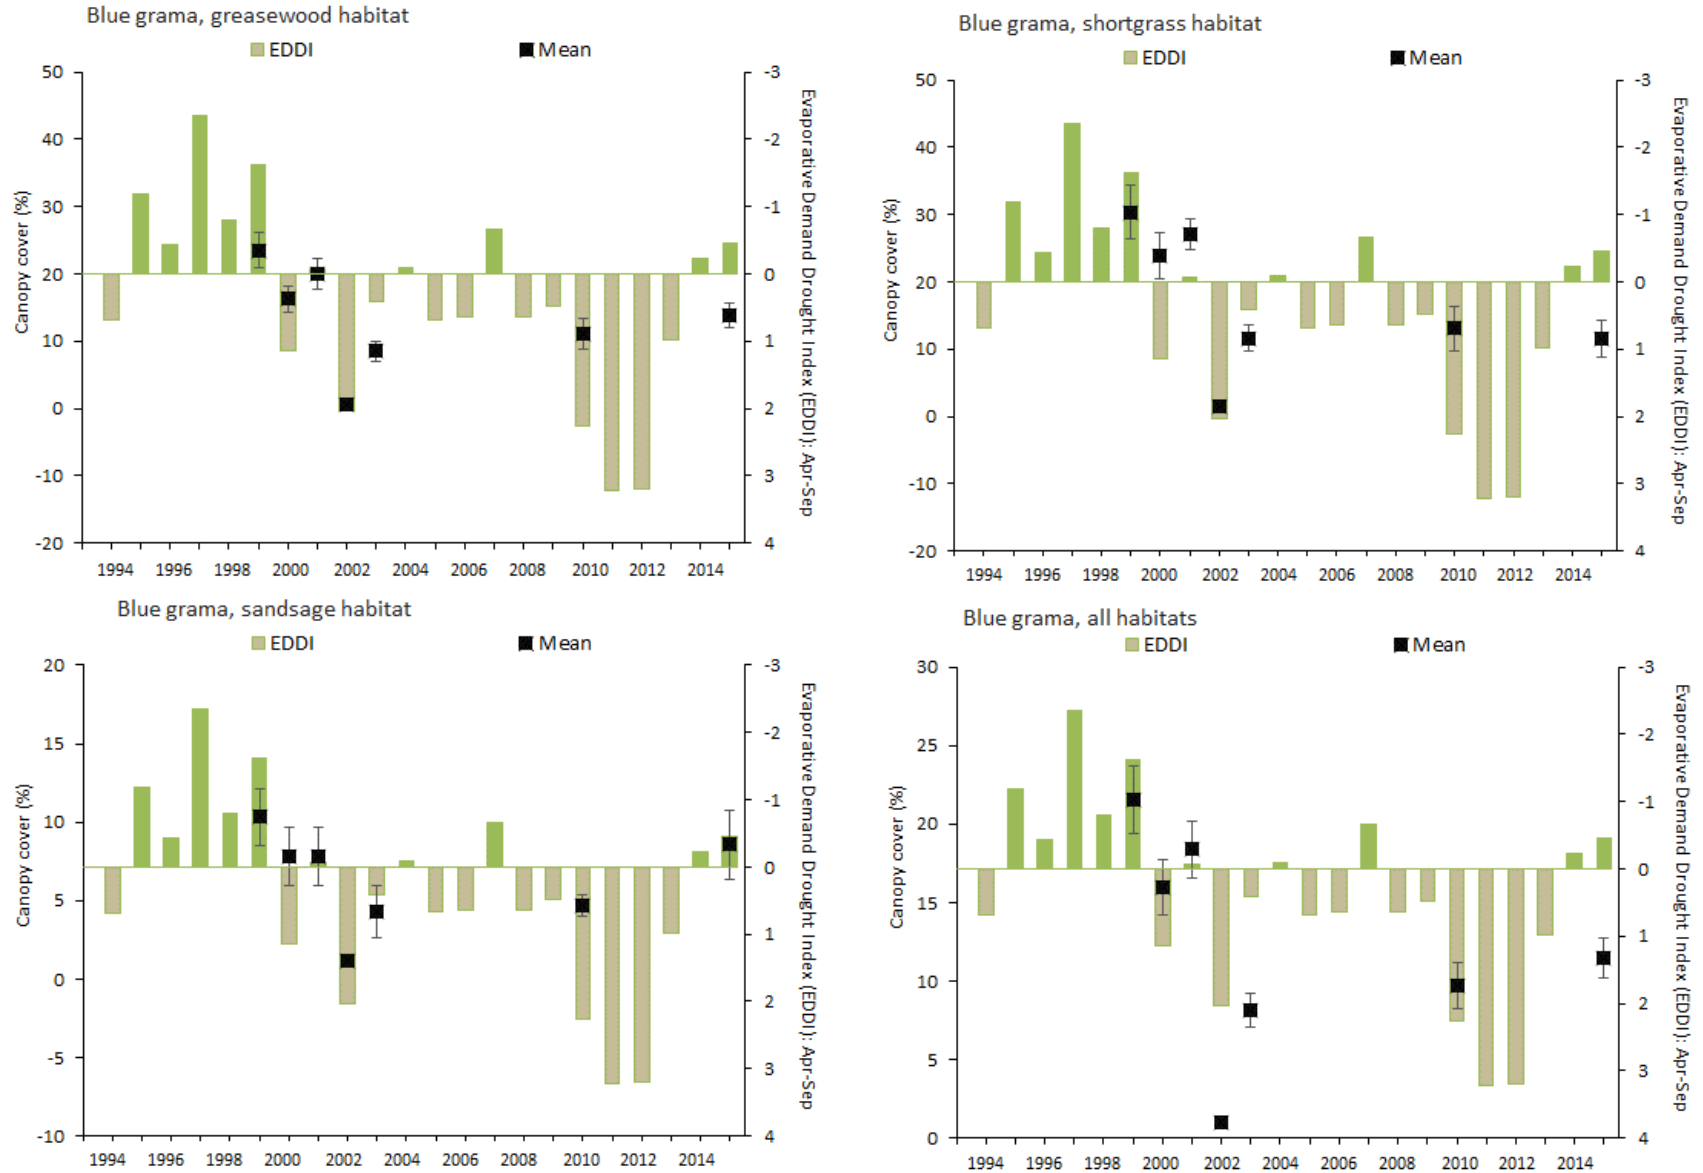 Blue grama, greasewood habitat
EDDI
Mean
50
40
30
20
10
0
-10
-20
Canopy cover (%)
-3
-2
-1
0
1
2
3
4
Evaporative Demand Drought Index (EDDI): Apr-Sep
1994 1996 1998 2000 2002 2004 2006 2008 2010 2012 2014
Blue grama, shortgrass habitat
EDDI
Mean
50
40
30
20
10
0
-10
-20
Canopy cover (%)
-3
-2
-1
0
1
2
3
4
Evaporative Demand Drought Index (EDDI): Apr-Sep
1994 1996 1998 2000 2002 2004 2006 2008 2010 2012 2014
Blue grama, sandsage habitat
EDDI
Mean
20
15
10
5
0
-5
-10
Canopy cover (%)
-3
-2
-1
0
1
2
3
4
Evaporative Demand Drought Index (EDDI): Apr-Sep
1994 1996 1998 2000 2002 2004 2006 2008 2010 2012 2014
Blue grama, all habitats
EDDI
Mean
30
25
20
15
10
5
0
Canopy cover (%)
-3
-2
-1
0
1
2
3
4
Evaporative Demand Drought Index (EDDI): Apr-Sep
1994 1996 1998 2000 2002 2004 2006 2008 2010 2012 2014